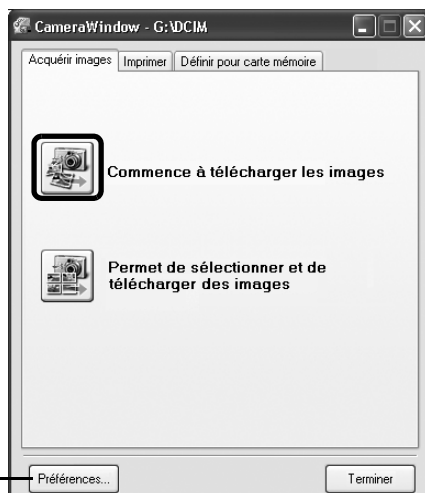 CameraWindow - G:\DCIM
Acquérir images Imprimer Définir pour carte mémoire
Commence à télécharger les images
Permet de sélectionner et de
télécharger des images
Préférences... Terminer